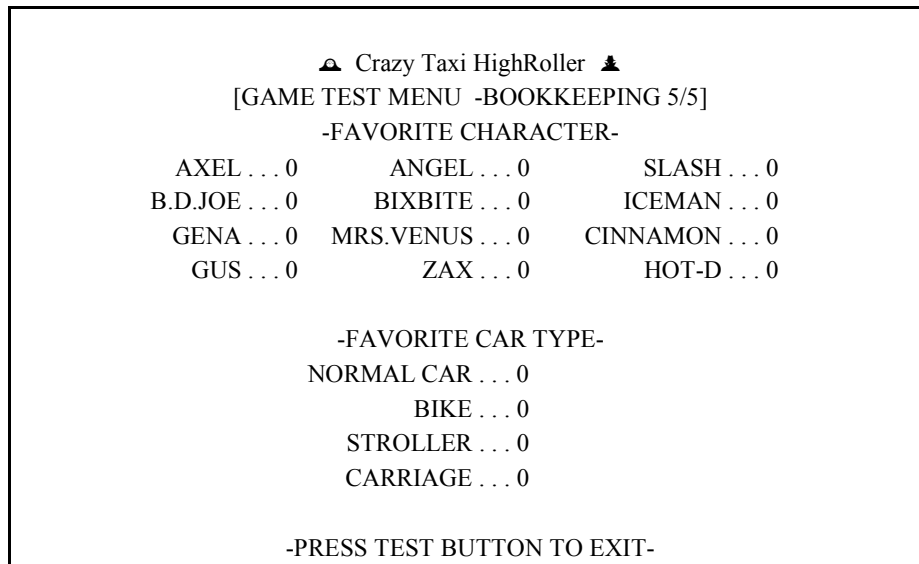 Crazy Taxi HighRoller
[GAME TEST MENU -BOOKKEEPING 5/5]
-FAVORITE CHARACTER-
AXEL . . . 0 ANGEL . . . 0 SLASH . . . 0
B.D.JOE . . . 0 BIXBITE . . . 0 ICEMAN . . . 0
GENA . . . 0 MRS.VENUS . . . 0 CINNAMON . . . 0
GUS . . . 0 ZAX . . . 0 HOT-D . . . 0
-FAVORITE CAR TYPE-
NORMAL CAR . . . 0
BIKE . . . 0
STROLLER . . . 0
CARRIAGE . . . 0
-PRESS TEST BUTTON TO EXIT-